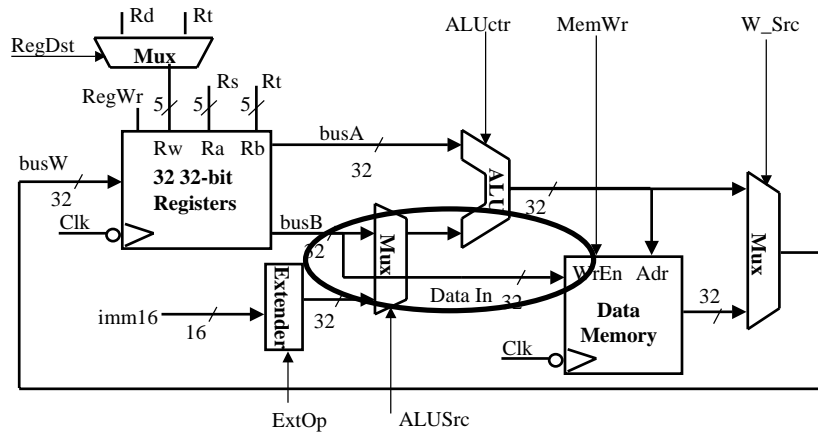 Rd Rt
ALUctr MemWr W_Src
RegDst
Mux
Rs Rt
RegWr
5 5 5
busA
busW Rw Ra Rb
32
32 32-bit
Registers
32
ALU
32
Clk
busB
32
Mux
Mux
WrEn Adr
Extender
Data In
32
32
32
imm16
16
Data
Memory
Clk
ExtOp ALUSrc